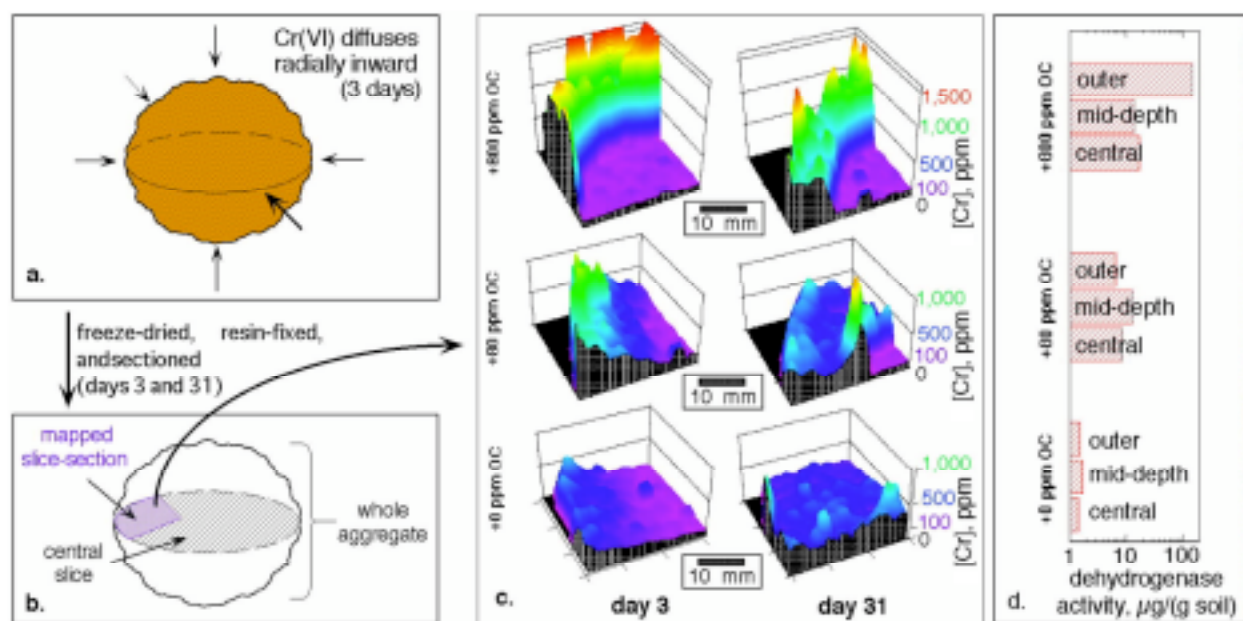 Cr(VI) diffuses
radially inward
(3 days)
a.
freeze-dried, resin-fixed,
andsectioned
(days 3 and 31)
mapped
slice-section
central
slice
whole
aggregate
b.
+800 ppm OC
1,500
1,000
500
100
0
[Cr], ppm
10 mm
+80 ppm OC
1,000
500
100
0
[Cr], ppm
10 mm
+0 ppm OC
1,000
500
100
0
[Cr], ppm
10 mm
c.
day 3
day 31
+800 ppm OC
outer
mid-depth
central
+80 ppm OC
outer
mid-depth
central
+0 ppm OC
outer
mid-depth
central
1 10 100
d.
dehydrogenase
activity, µg/(g soil)